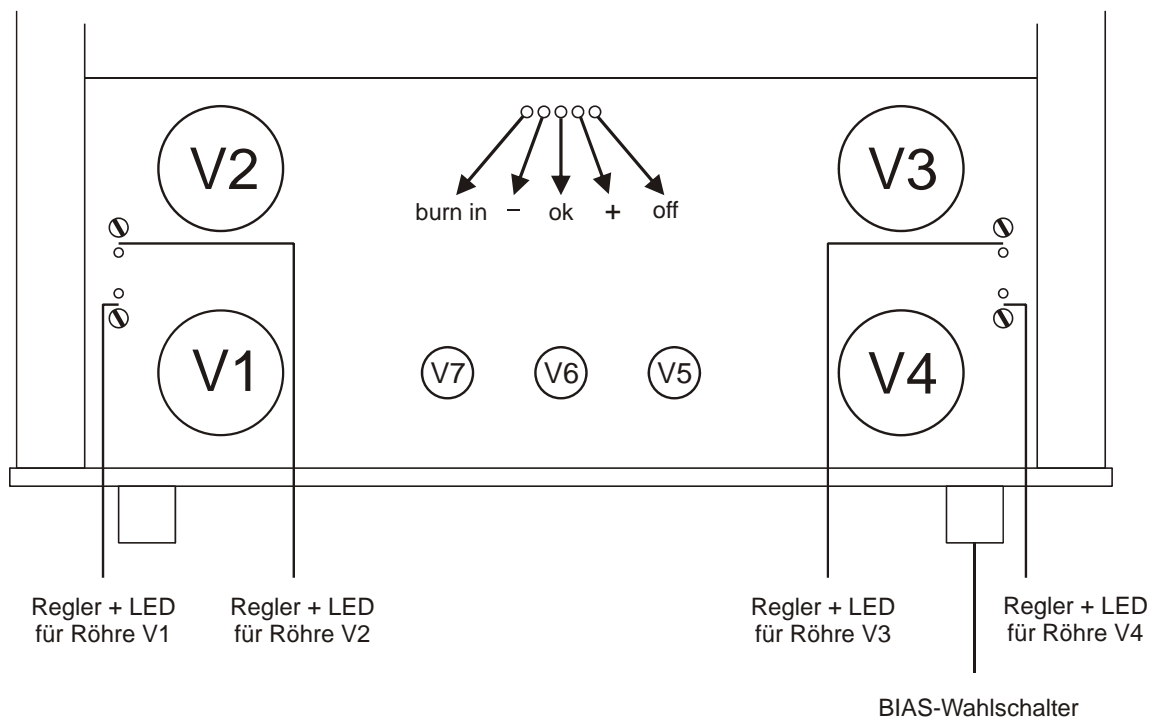 V2
V3
burn in – ok + off
V1
V7
V6
V5
V4
Regler + LED
für Röhre V1
Regler + LED
für Röhre V2
Regler + LED
für Röhre V3
Regler + LED
für Röhre V4
BIAS-Wahlschalter